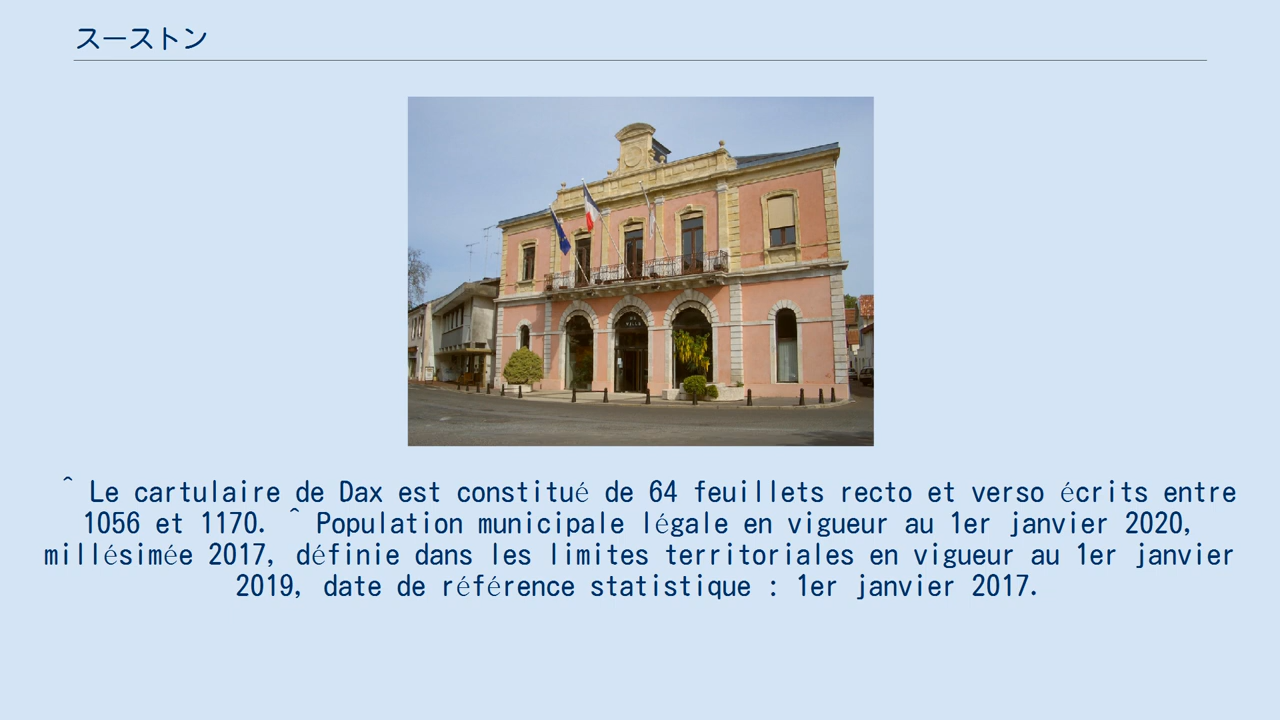 スーストン
^ Le cartulaire de Dax est constitué de 64 feuillets recto et verso écrits entre
1056 et 1170. ^ Population municipale légale en vigueur au 1er janvier 2020,
millésimée 2017, définie dans les limites territoriales en vigueur au 1er janvier
2019, date de référence statistique : 1er janvier 2017.